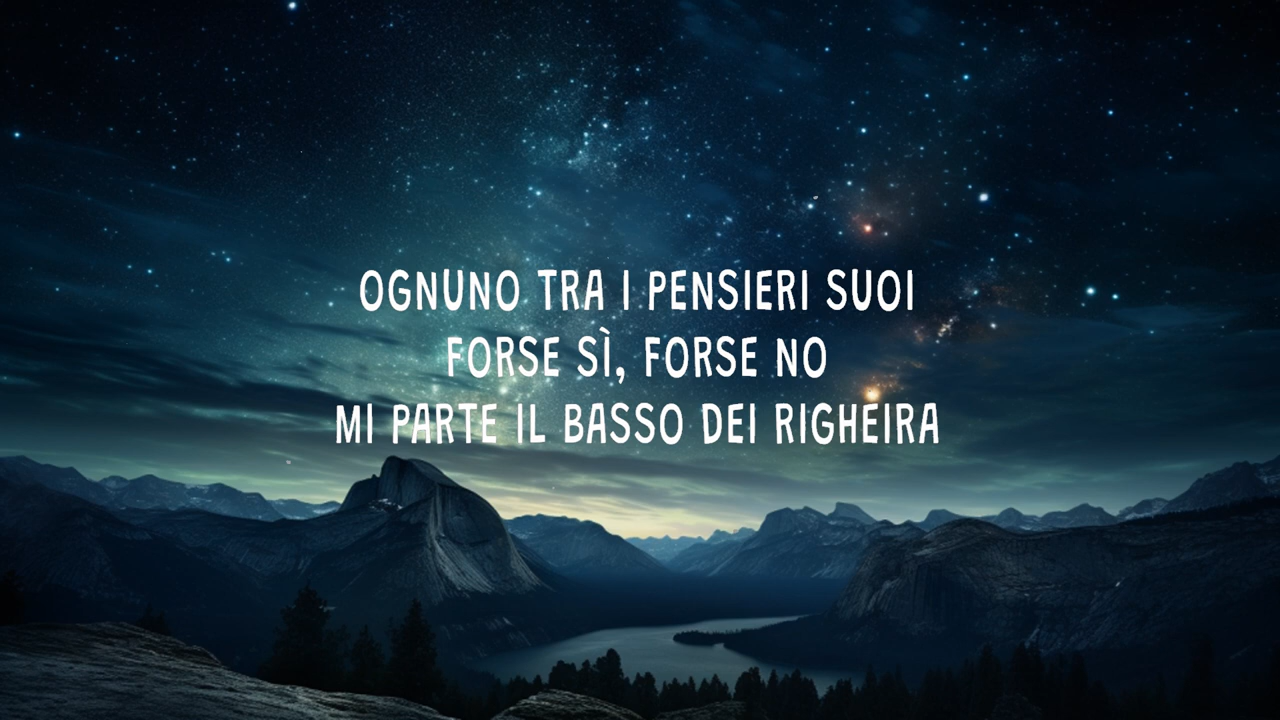 OGNUNO TRA I PENSIERI SUOI
FORSE SÌ, FORSE NO
MI PARTE IL BASSO DEI RIGHEIRA